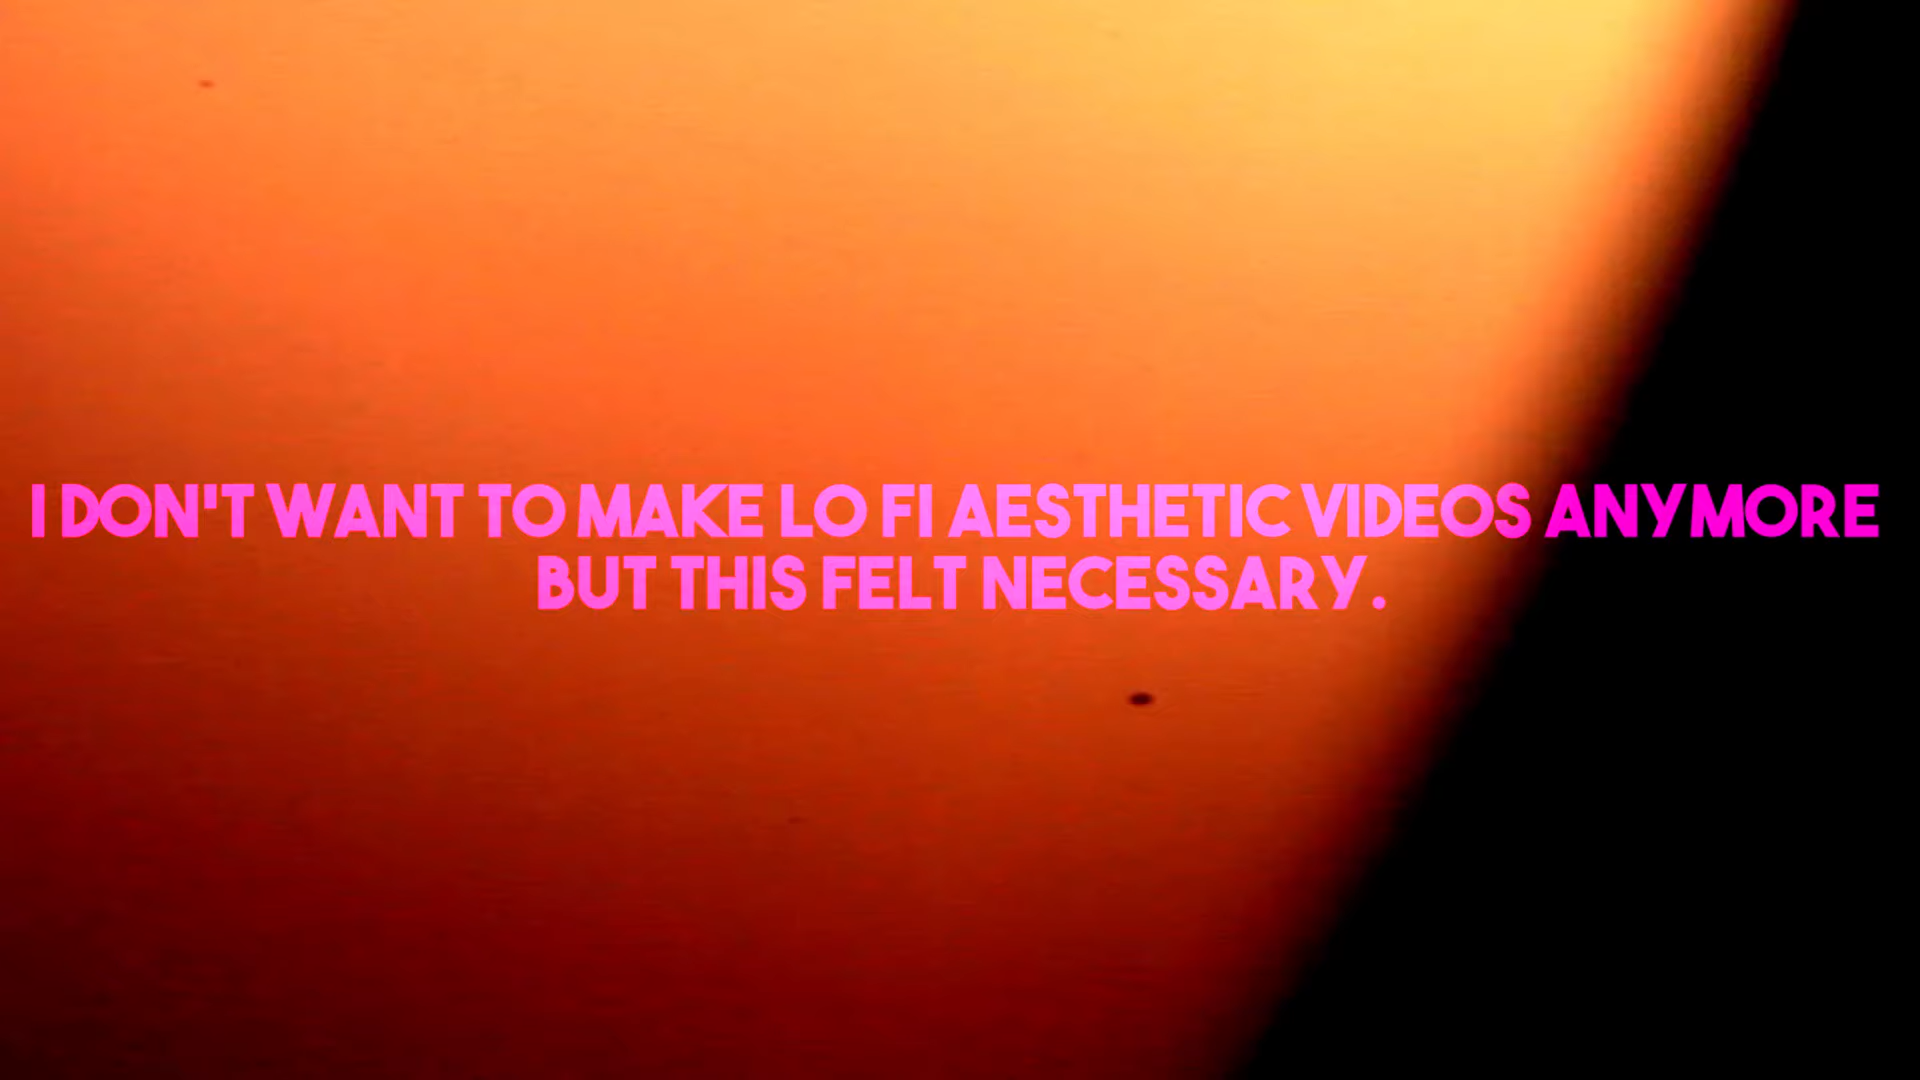 I DON'T WANT TO MAKE LO FI AESTHETIC VIDEOS ANYMORE
BUT THIS FELT NECESSARY.